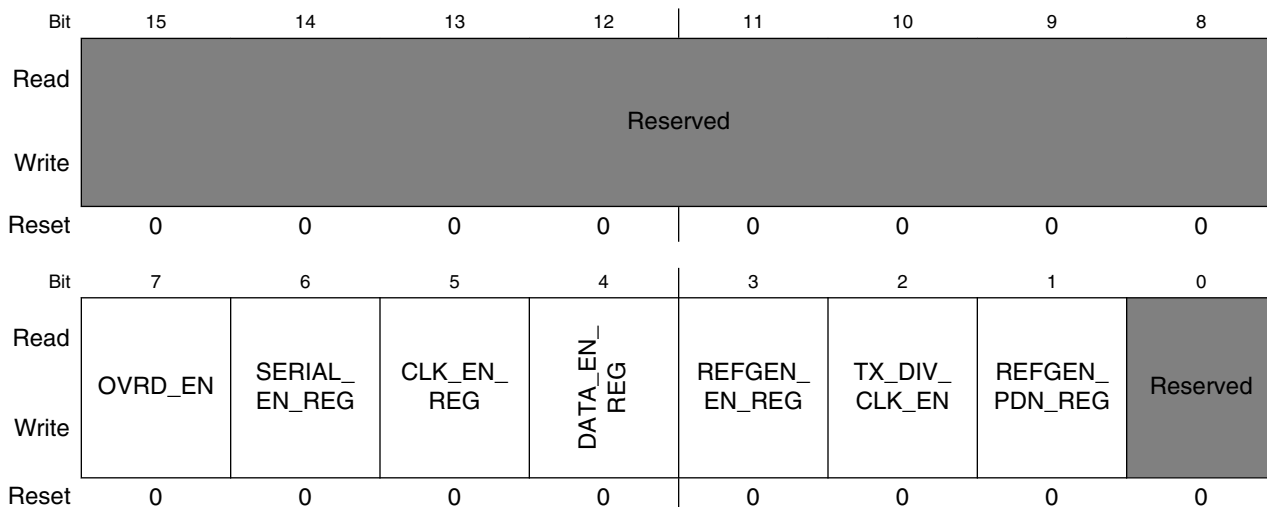 Bit 15 14 13 12 11 10 9 8
Read
Reserved
Write
Reset 0 0 0 0 0 0 0 0
Bit 7 6 5 4 3 2 1 0
Read
OVRD_EN
SERIAL_
EN_REG
CLK_EN_
REG
DATA_EN_
REG
REFGEN_
EN_REG
TX_DIV_
CLK_EN
REFGEN_
PDN_REG
Reserved
Write
Reset 0 0 0 0 0 0 0 0